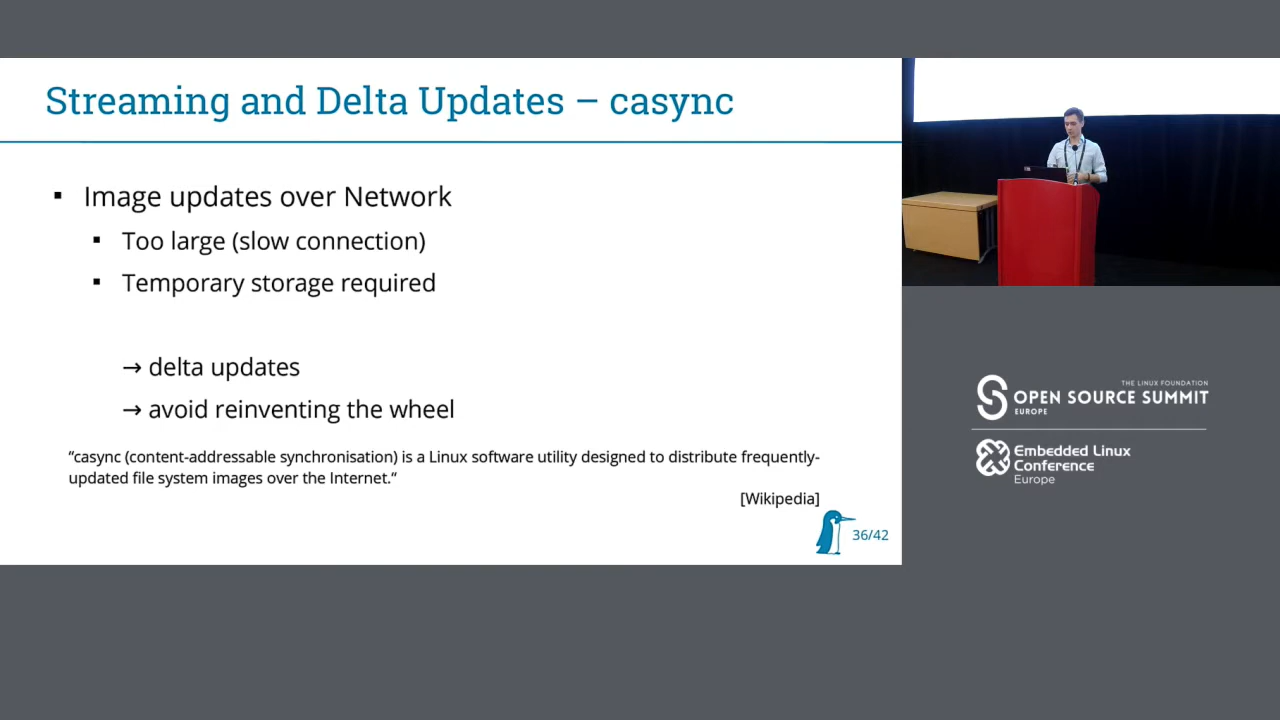 Streaming and Delta Updates – casync
▪ Image updates over Network
▪ Too large (slow connection)
▪ Temporary storage required
→ delta updates
→ avoid reinventing the wheel
“casync (content-addressable synchronisation) is a Linux software utility designed to distribute frequently-
updated file system images over the Internet.“
[Wikipedia]
36/42
THE LINUX FOUNDATION
OPEN SOURCE SUMMIT
EUROPE
Embedded Linux
Conference
Europe